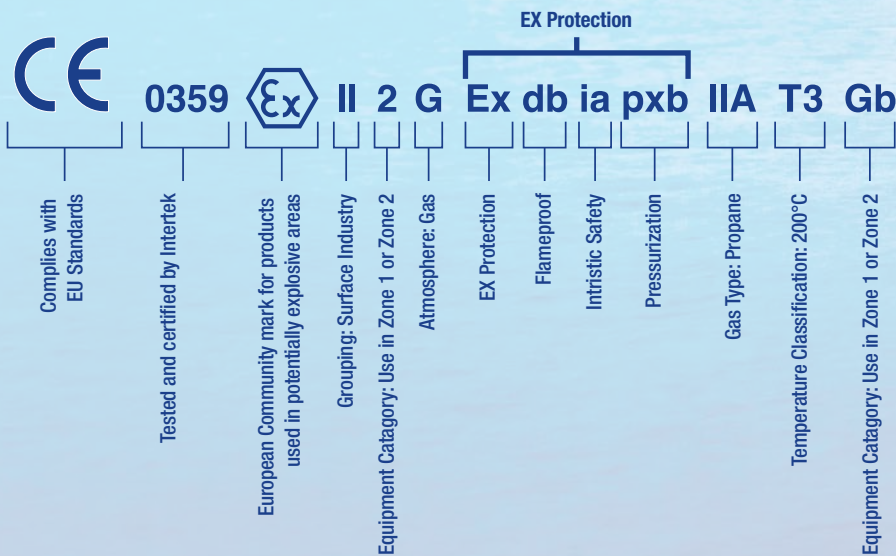 EX Protection
CE 0359 Ex II 2 G Ex db ia pxb IIA T3 Gb
Complies with
EU Standards
Tested and certified by Intertek
European Community mark for products
used in potentially explosive areas
Grouping: Surface Industry
Equipment Catagory: Use in Zone 1 or Zone 2
Atmosphere: Gas
EX Protection
Flameproof
Intristic Safety
Pressurization
Gas Type: Propane
Temperature Classification: 200°C
Equipment Catagory: Use in Zone 1 or Zone 2